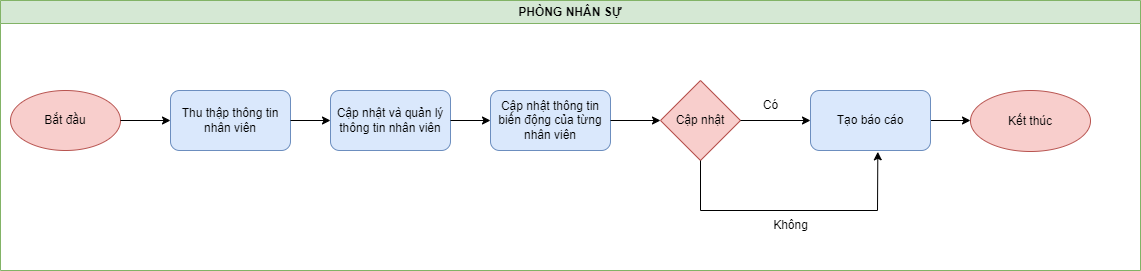 PHÒNG NHÂN SỰ
Bắt đầu
Thu thập thông tin
nhân viên
Cập nhật và quản lý
thông tin nhân viên
Cập nhật thông tin
biến động của từng
nhân viên
Cập nhật
Có
Tạo báo cáo
Kết thúc
Không